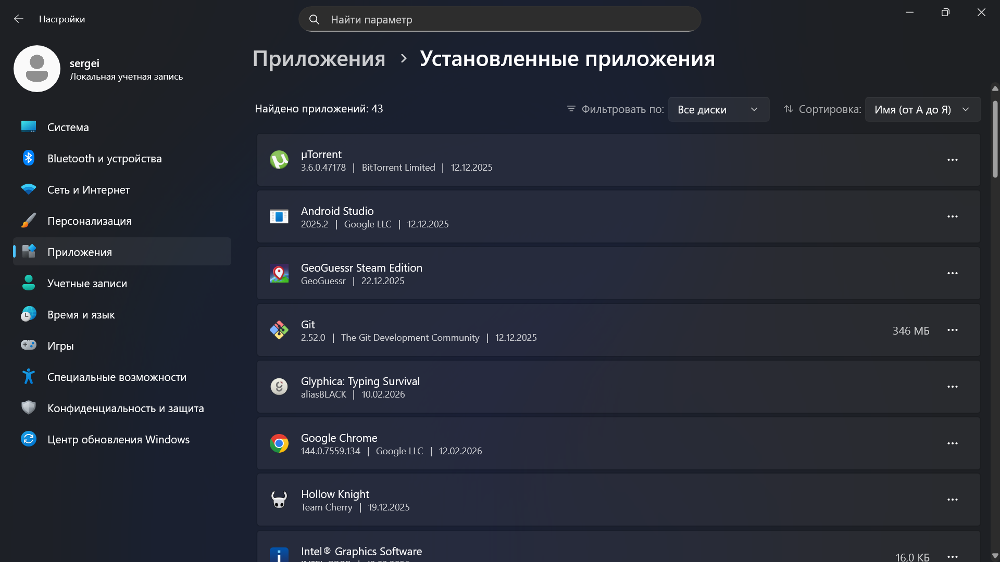 Настройки
Найти параметр
sergei
Локальная учетная запись
Система
Bluetooth и устройства
Сеть и Интернет
Персонализация
Приложения
Учетные записи
Время и язык
Игры
Специальные возможности
Конфиденциальность и защита
Центр обновления Windows
Приложения > Установленные приложения
Найдено приложений: 43
Фильтровать по: Все диски
Сортировка: Имя (от А до Я)
µTorrent
3.6.0.47178 | BitTorrent Limited | 12.12.2025
Android Studio
2025.2 | Google LLC | 12.12.2025
GeoGuessr Steam Edition
GeoGuessr | 22.12.2025
Git
2.52.0 | The Git Development Community | 12.12.2025
346 МБ
Glyphica: Typing Survival
aliasBLACK | 10.02.2026
Google Chrome
144.0.7559.134 | Google LLC | 12.02.2026
Hollow Knight
Team Cherry | 19.12.2025
Intel® Graphics Software
16,0 КБ